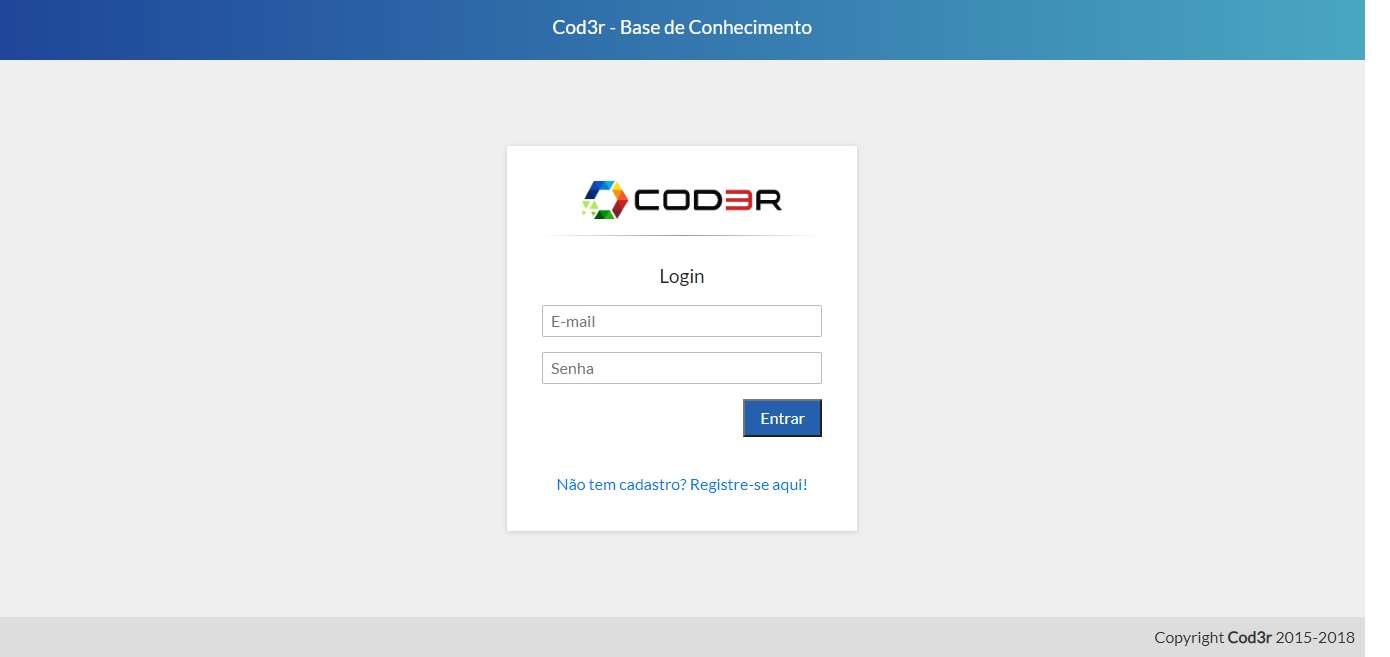 Cod3r - Base de Conhecimento
COD3R
Login
E-mail
Senha
Entrar
Não tem cadastro? Registre-se aqui!
Copyright Cod3r 2015-2018